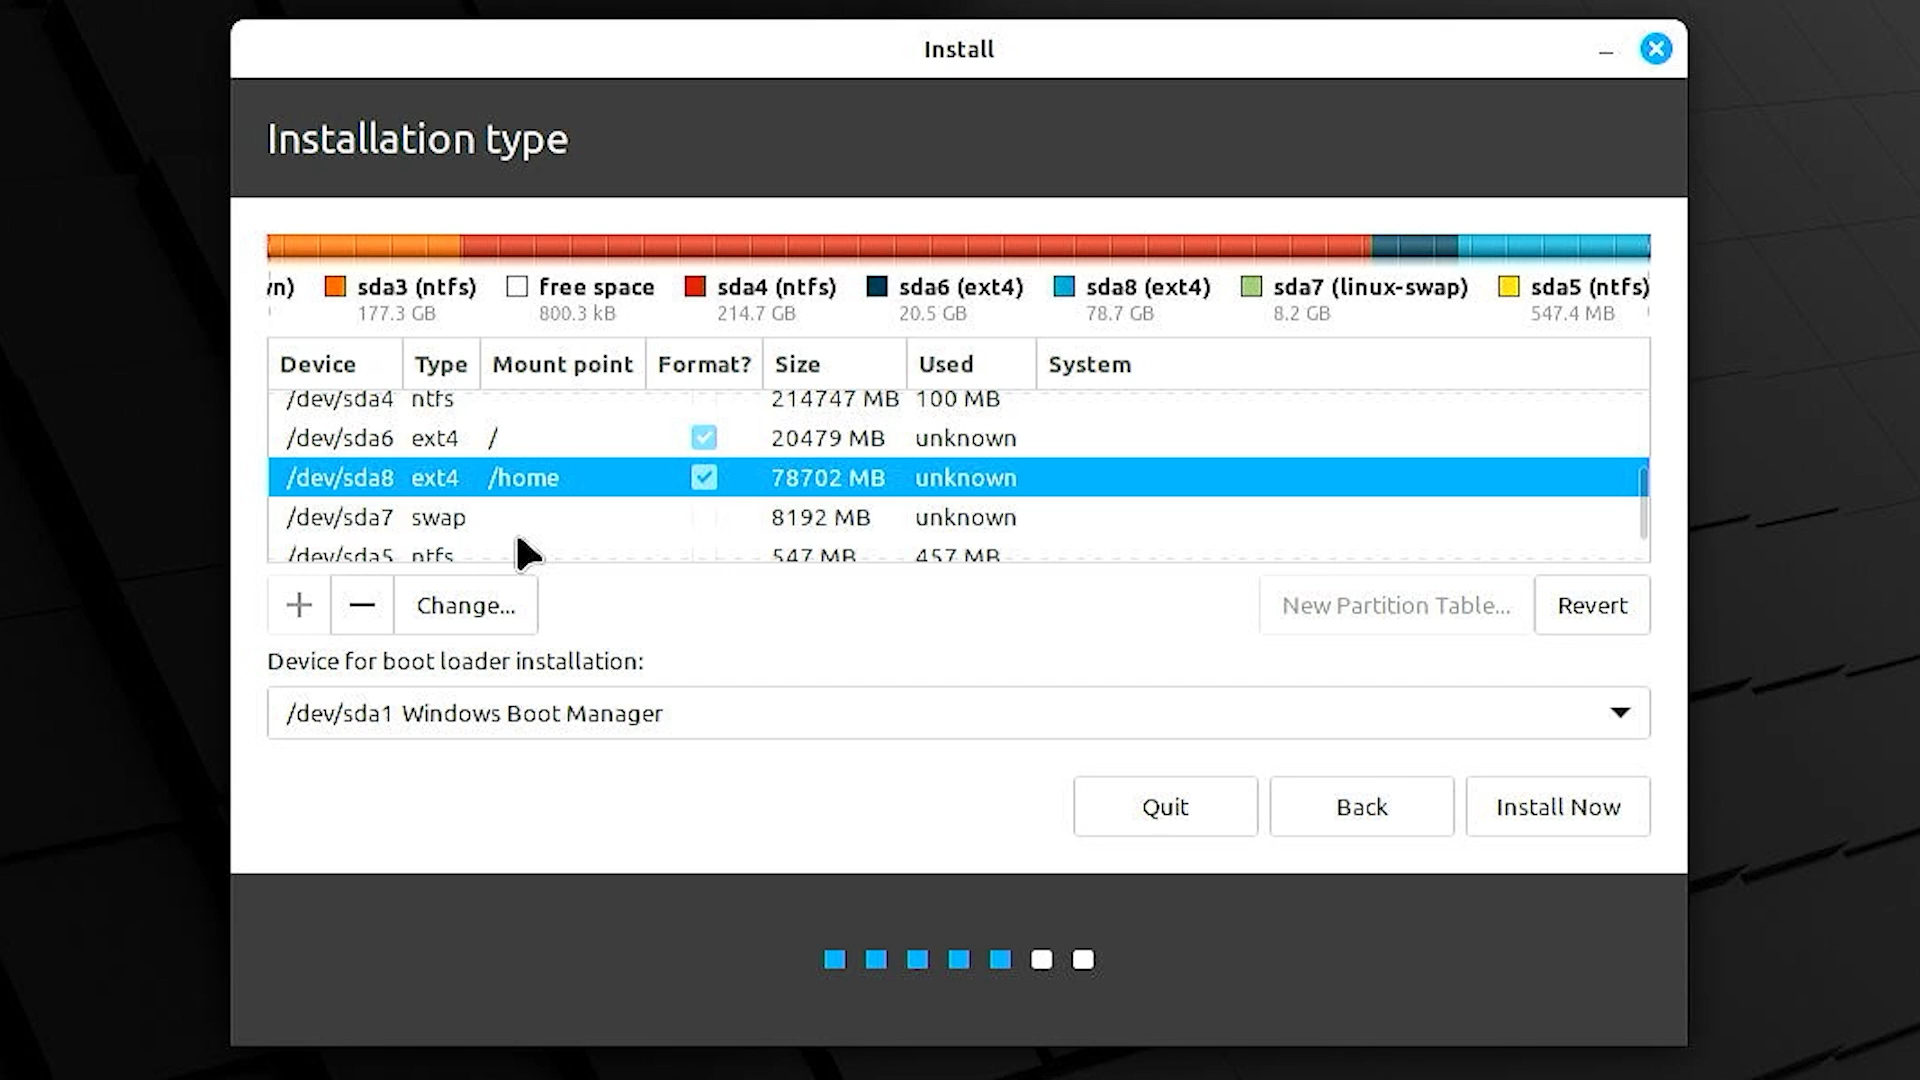 Install
Installation type
n)
sda3 (ntfs)
free space
sda4 (ntfs)
sda6 (ext4)
sda8 (ext4)
sda7 (linux-swap)
sda5 (ntfs)
177.3 GB
800.3 kB
214.7 GB
20.5 GB
78.7 GB
8.2 GB
547.4 MB
Device Type Mount point Format? Size Used System
/dev/sda4 ntfs 214747 MB 100 MB
/dev/sda6 ext4 / 20479 MB unknown
/dev/sda8 ext4 /home 78702 MB unknown
/dev/sda7 swap 8192 MB unknown
/dev/sda5 ntfs 547 MB 457 MB
+ − Change... New Partition Table... Revert
Device for boot loader installation:
/dev/sda1 Windows Boot Manager
Quit Back Install Now